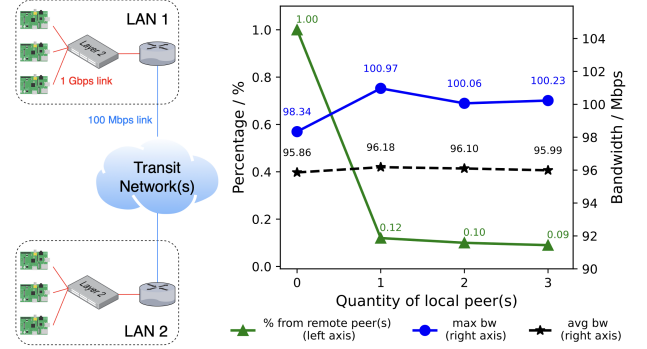 LAN 1
Layer 2
1 Gbps link
100 Mbps link
Transit
Network(s)
Layer 2
LAN 2
Percentage / %
1.0
0.8
0.6
0.4
0.2
0.0
1.00
98.34
100.97
100.06
100.23
95.86
96.18
96.10
95.99
0.12
0.10
0.09
104
102
100
98
96
94
92
90
Bandwidth / Mbps
0 1 2 3
Quantity of local peer(s)
% from remote peer(s)
(left axis)
max bw
(right axis)
avg bw
(right axis)